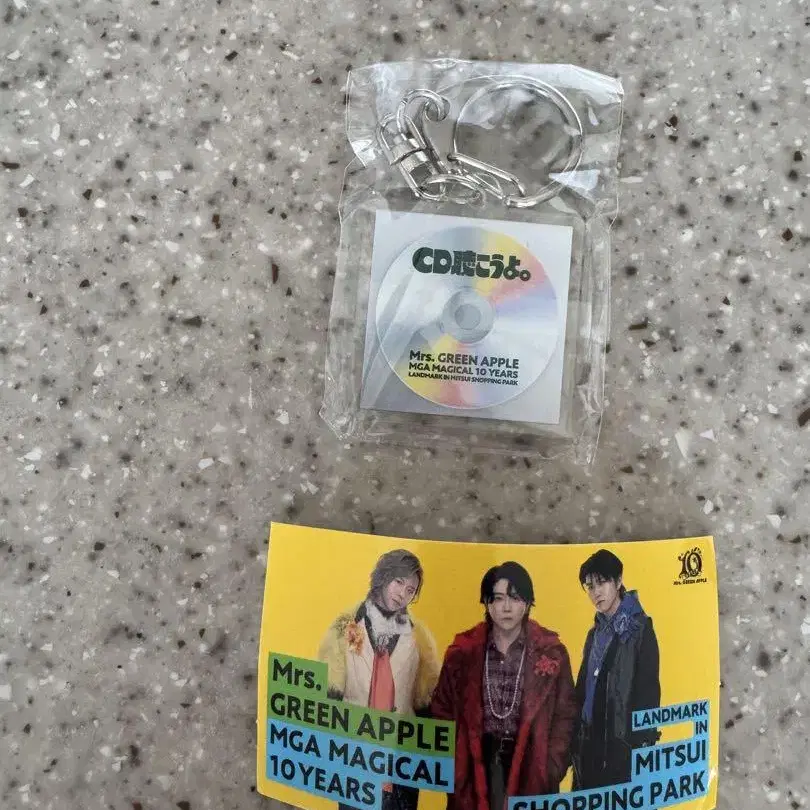 CD聴こうよ。
Mrs. GREEN APPLE
MGA MAGICAL 10 YEARS
LANDMARK IN MITSUI SHOPPING PARK
10
Mrs. GREEN APPLE
Mrs.
GREEN APPLE
MGA MAGICAL
10 YEARS
LANDMARK
IN
MITSUI
SHOPPING PARK